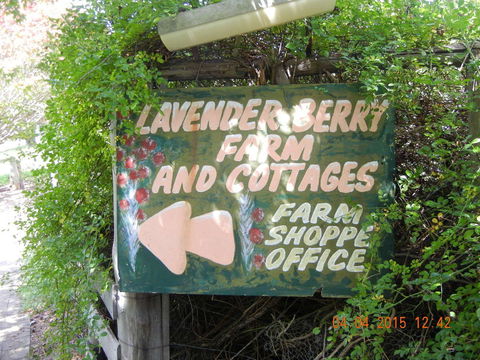 LAVENDER BERRY
FARM
AND COTTAGES
FARM
SHOPPE
OFFICE
04.04.2015 12:42